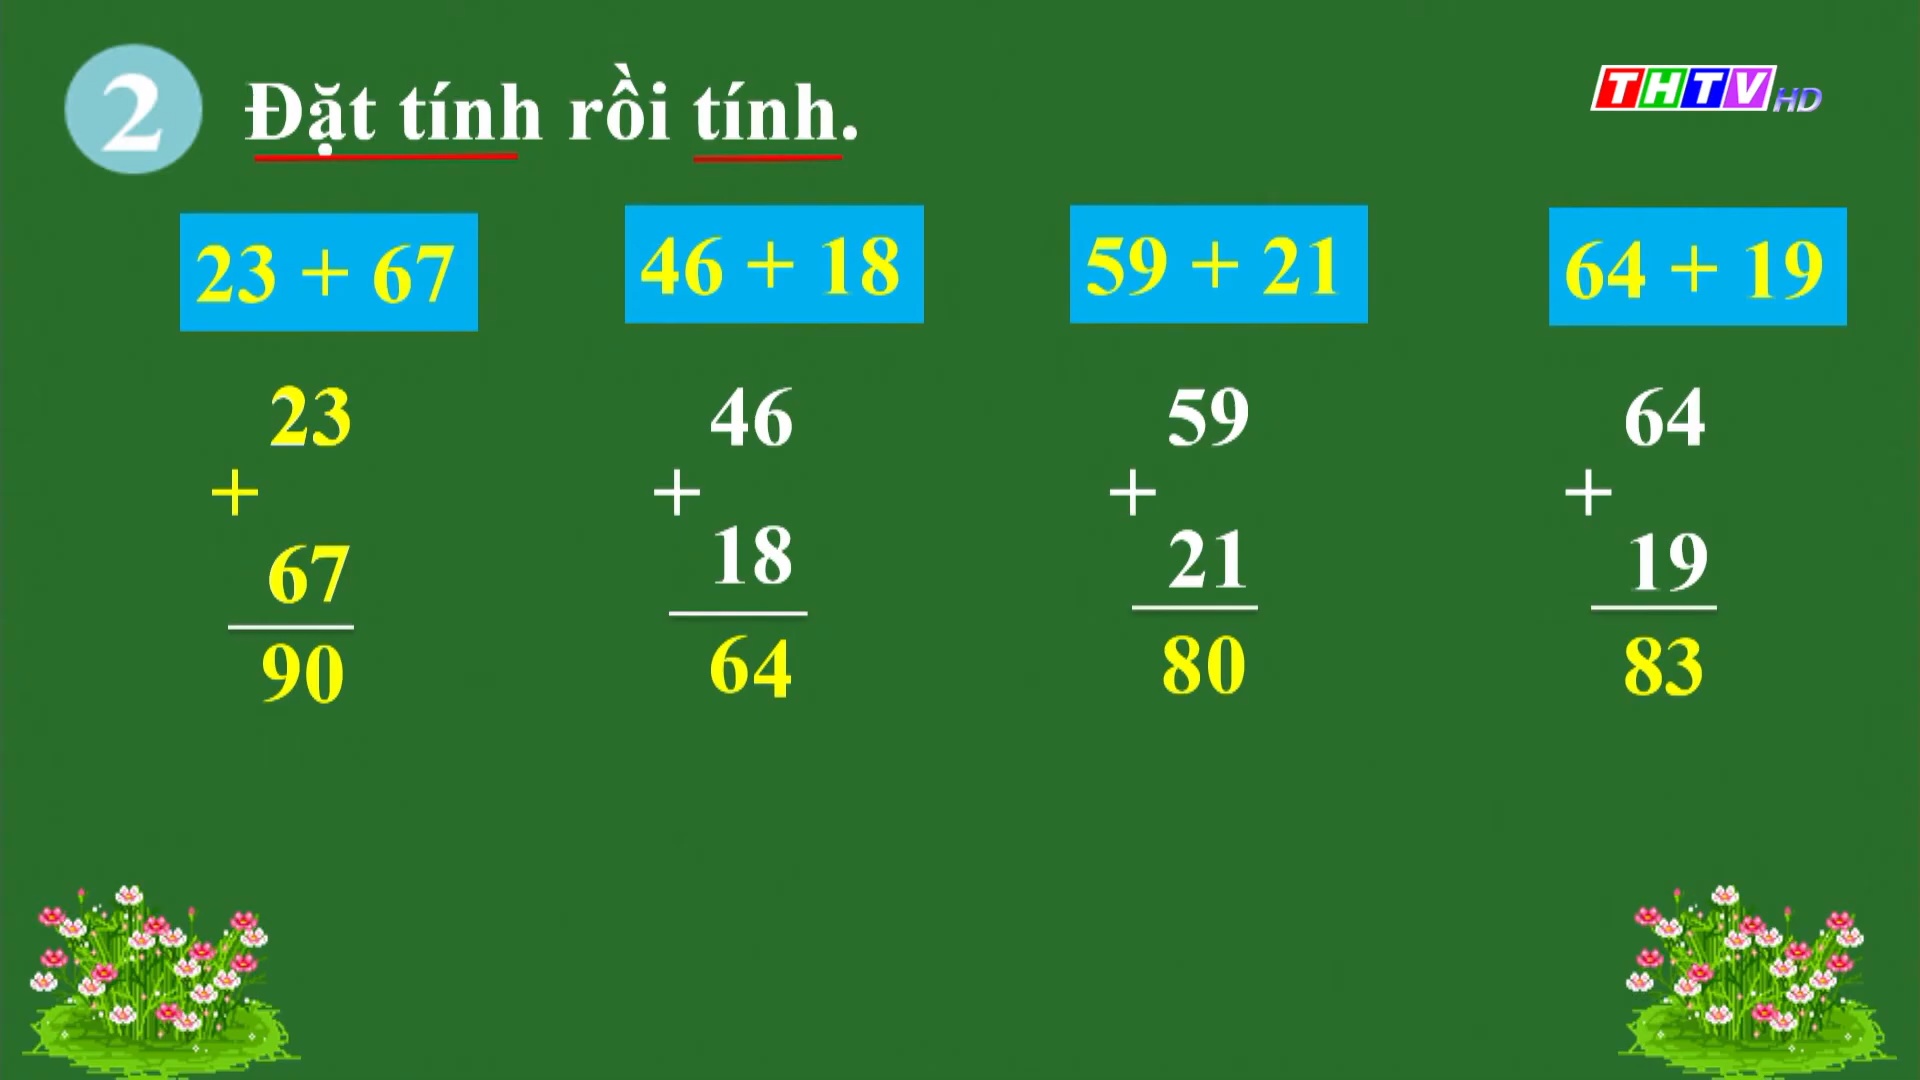 2 Đặt tính rồi tính.
THTV HD
23 + 67
46 + 18
59 + 21
64 + 19
23
+
67
90
46
+
18
64
59
+
21
80
64
+
19
83